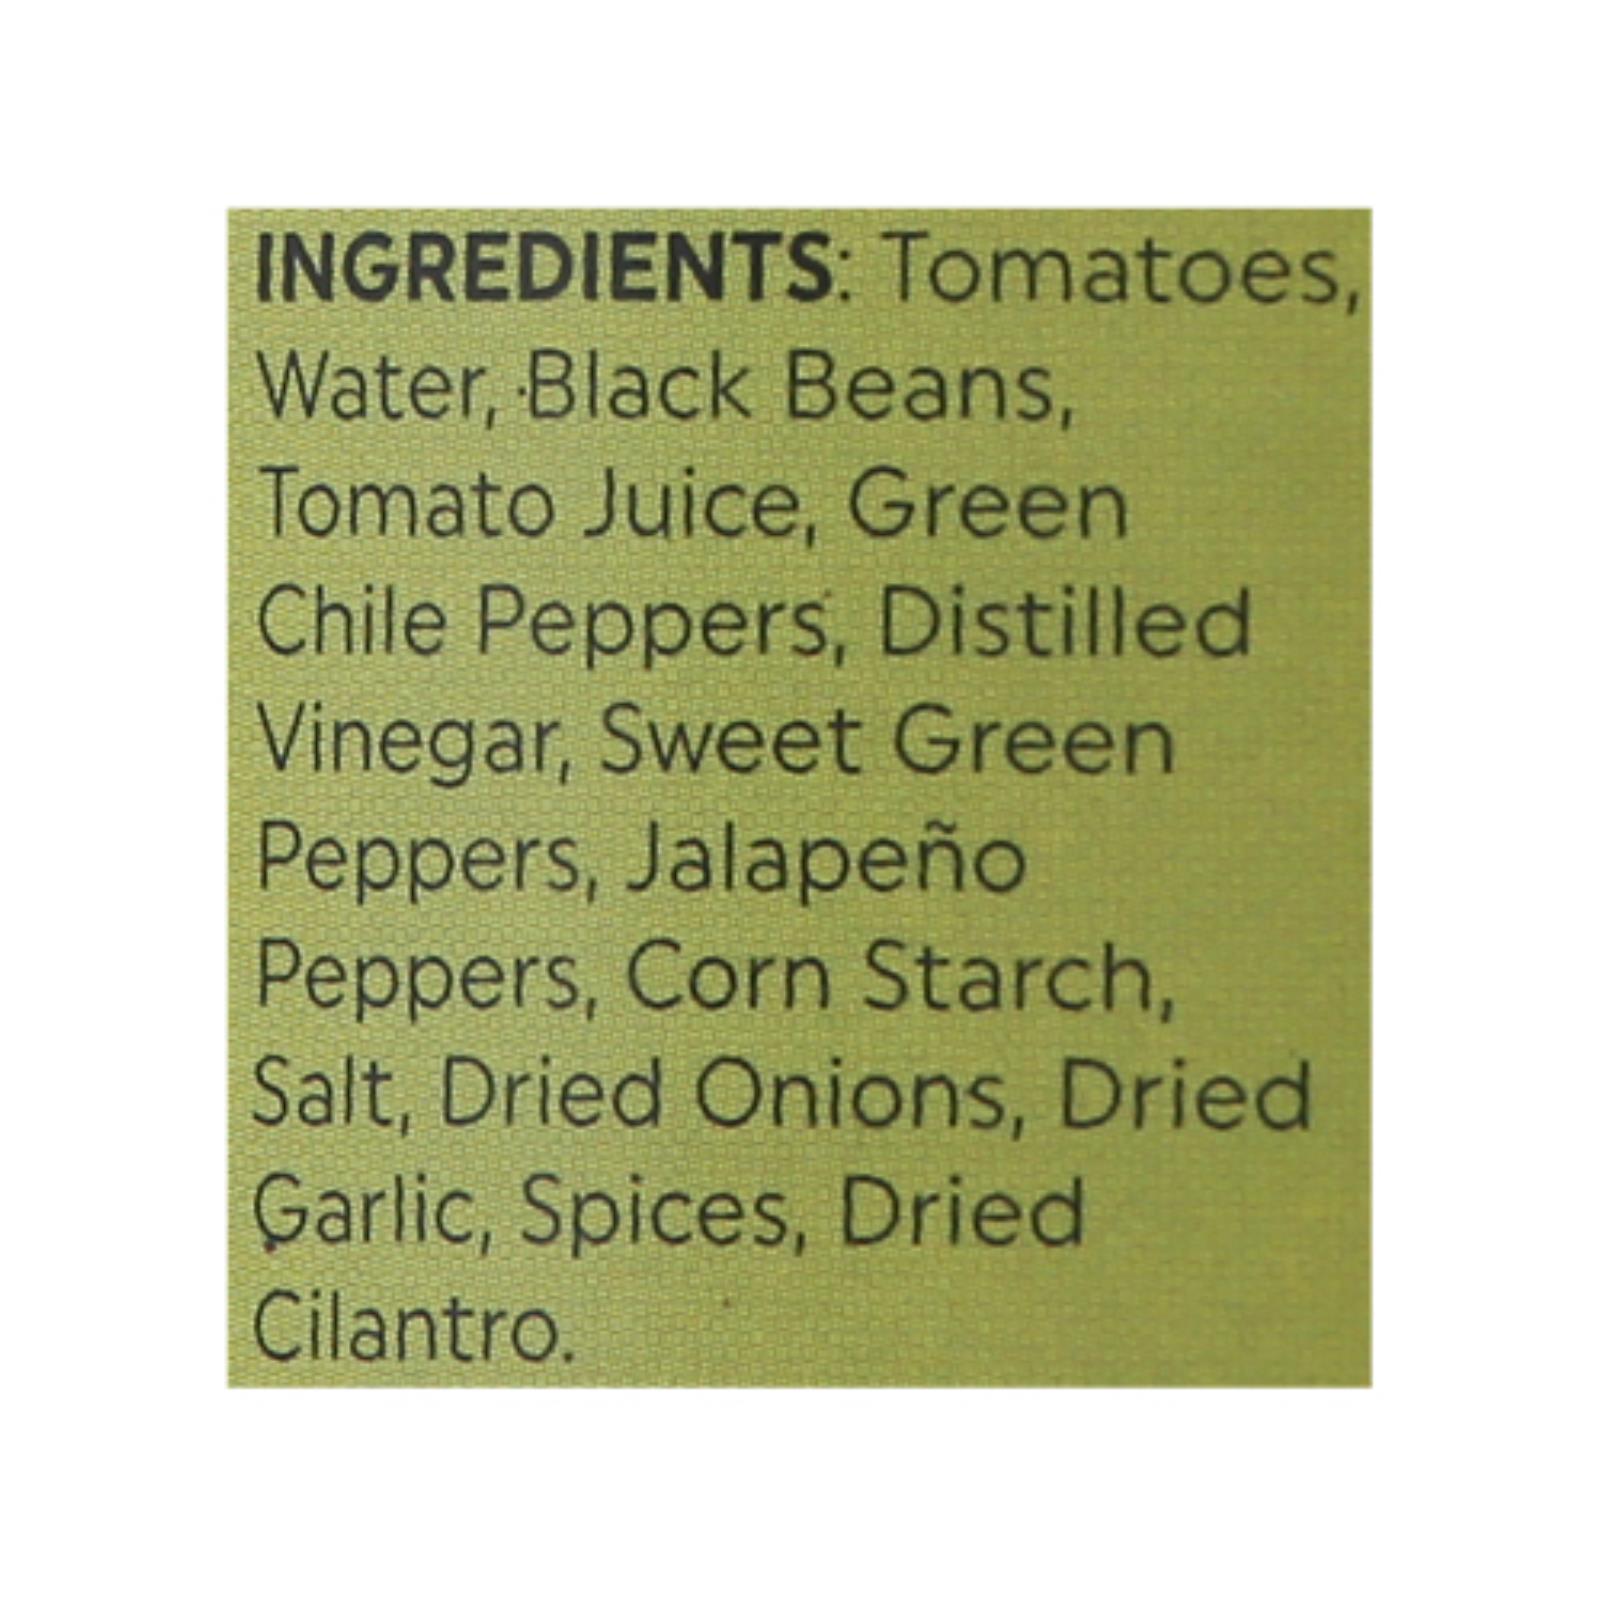 INGREDIENTS: Tomatoes,
Water, Black Beans,
Tomato Juice, Green
Chile Peppers, Distilled
Vinegar, Sweet Green
Peppers, Jalapeño
Peppers, Corn Starch,
Salt, Dried Onions, Dried
Garlic, Spices, Dried
Cilantro.